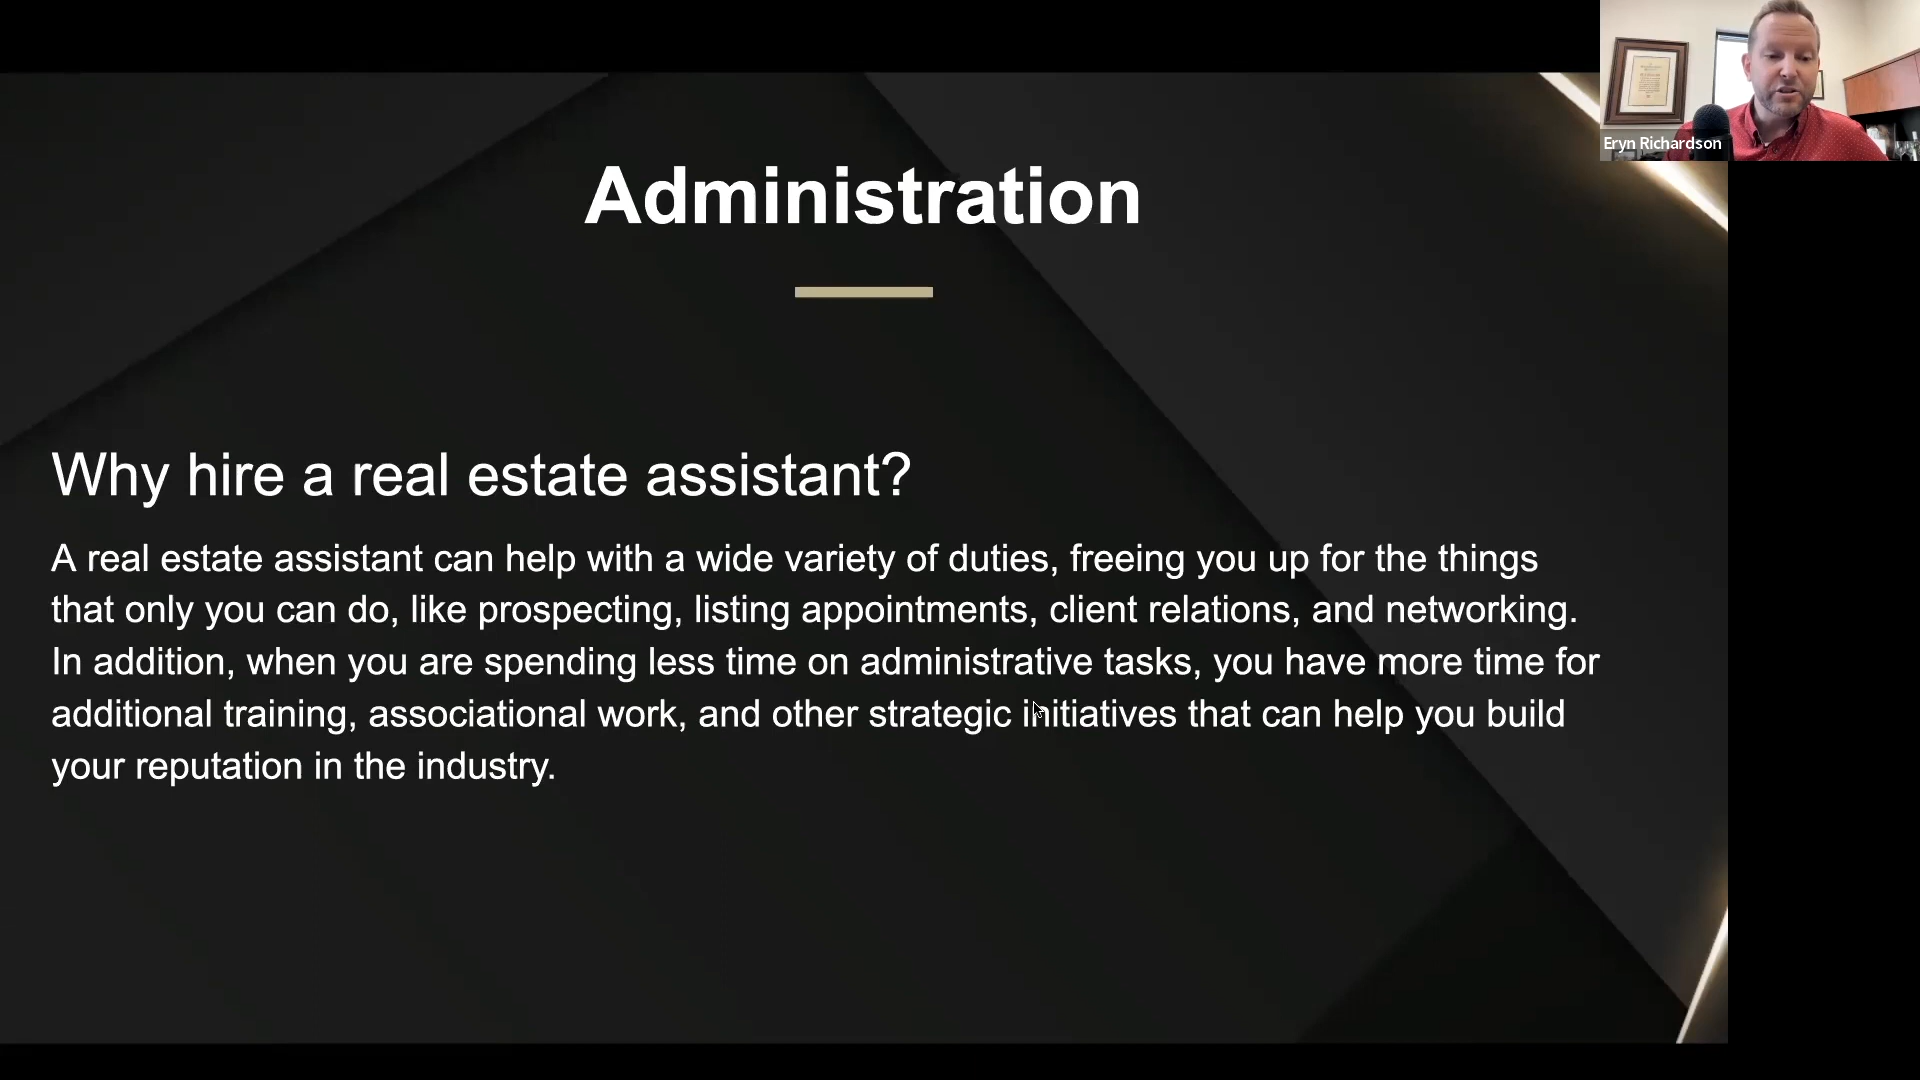 Administration
Eryn Richardson
Why hire a real estate assistant?
A real estate assistant can help with a wide variety of duties, freeing you up for the things
that only you can do, like prospecting, listing appointments, client relations, and networking.
In addition, when you are spending less time on administrative tasks, you have more time for
additional training, associational work, and other strategic initiatives that can help you build
your reputation in the industry.